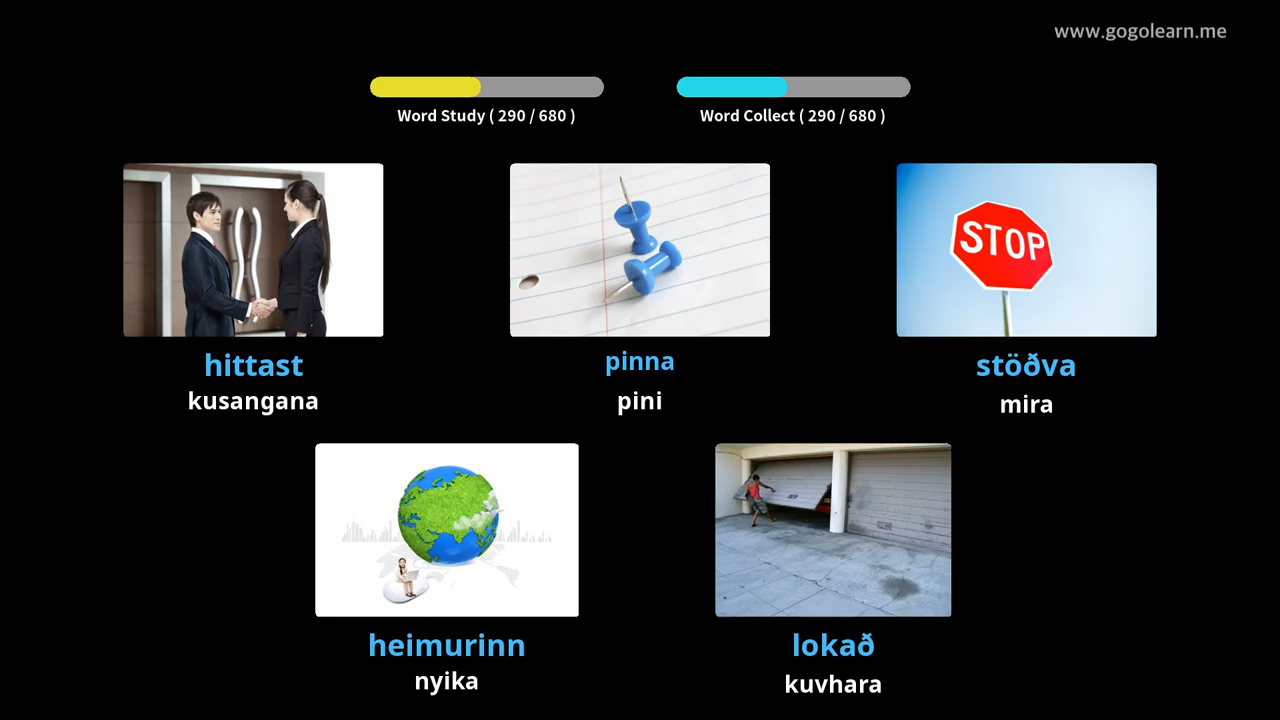 www.gogolearn.me
Word Study ( 290 / 680 )
Word Collect ( 290 / 680 )
STOP
hittast
pinna
stöðva
kusangana
pini
mira
heimurinn
lokað
nyika
kuvhara